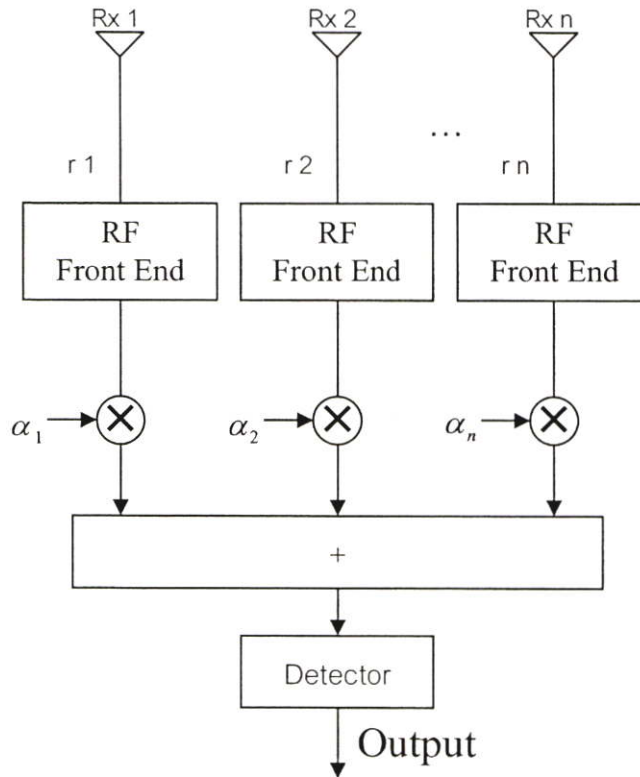 Rx 1 Rx 2 Rx n
...
r 1 r 2 r n
RF RF RF
Front End Front End Front End
α₁ α₂ αₙ
+
Detector
Output